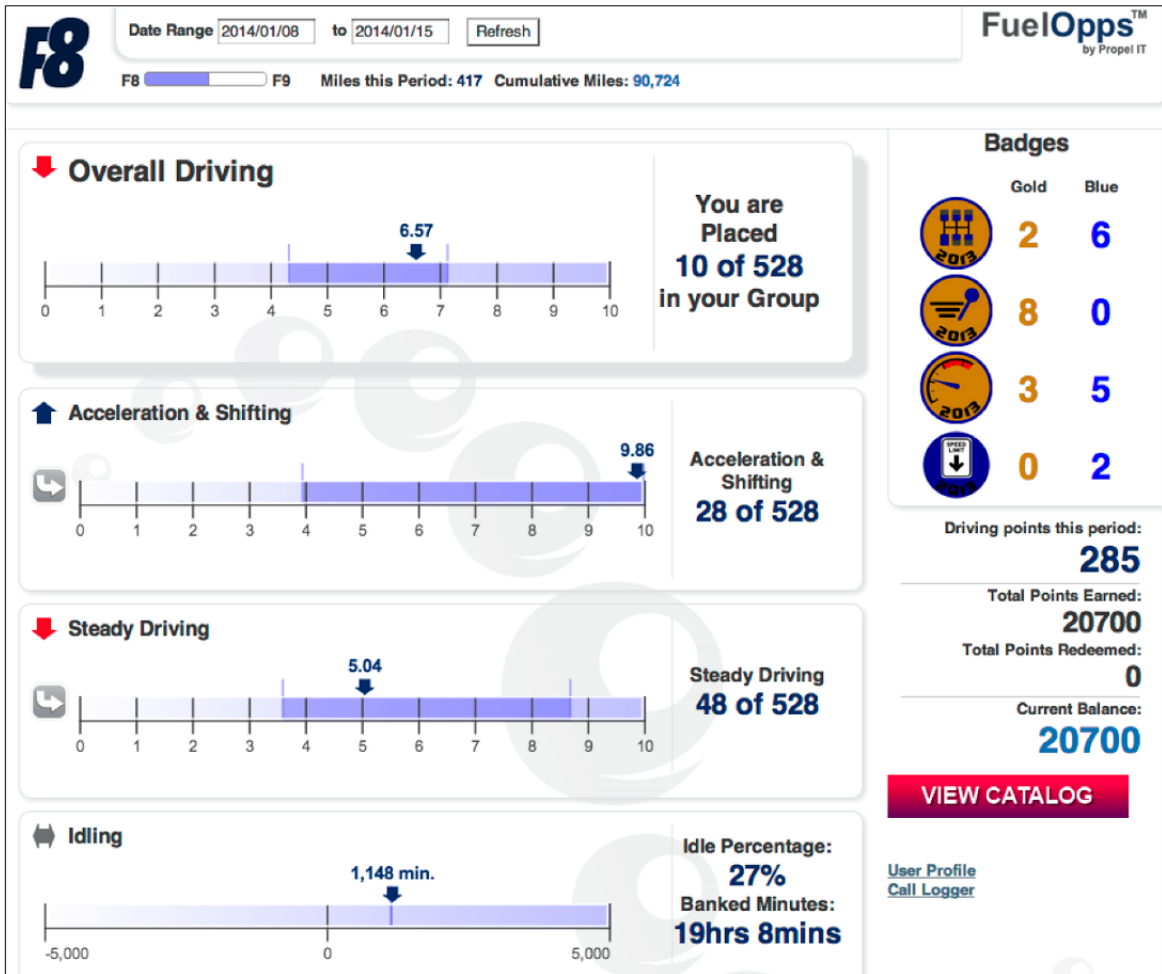 F8
Date Range 2014/01/08 to 2014/01/15 Refresh
FuelOpps™
by Propel IT
F8 F9 Miles this Period: 417 Cumulative Miles: 90,724
Overall Driving
6.57
0 1 2 3 4 5 6 7 8 9 10
You are
Placed
10 of 528
in your Group
Acceleration & Shifting
9.86
0 1 2 3 4 5 6 7 8 9 10
Acceleration &
Shifting
28 of 528
Steady Driving
5.04
0 1 2 3 4 5 6 7 8 9 10
Steady Driving
48 of 528
Idling
1,148 min.
-5,000 0 5,000
Idle Percentage:
27%
Banked Minutes:
19hrs 8mins
Badges
Gold Blue
2013 2 6
2013 8 0
2013 3 5
SPEED
LIMIT
2013 0 2
Driving points this period:
285
Total Points Earned:
20700
Total Points Redeemed:
0
Current Balance:
20700
VIEW CATALOG
User Profile
Call Logger